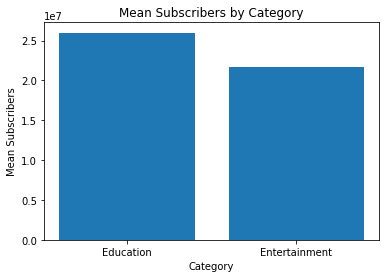 Mean Subscribers by Category
1e7
2.5
2.0
1.5
1.0
0.5
0.0
Mean Subscribers
Education Entertainment
Category